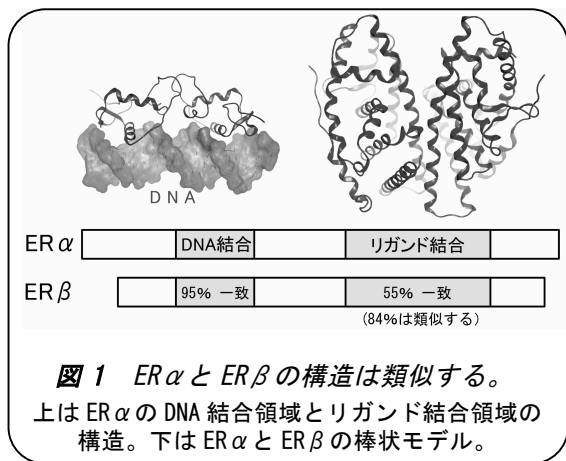 DNA
ERα DNA結合 リガンド結合
ERβ 95% 一致 55% 一致
(84%は類似する)
図 1 ERαとERβの構造は類似する。
上はERαのDNA結合領域とリガンド結合領域の
構造。下はERαとERβの棒状モデル。